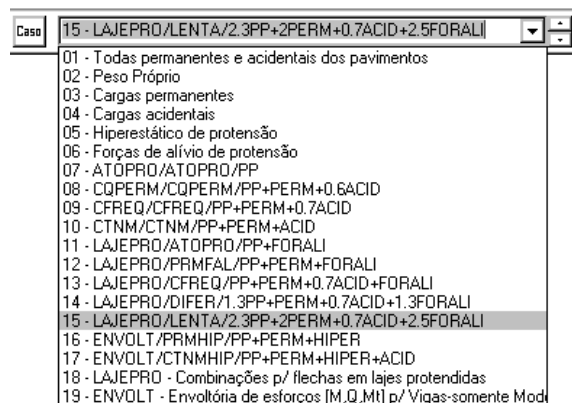 Caso
15 - LAJEPRO/LENTA/2.3PP+2PERM+0.7ACID+2.5FORALI
01 - Todas permanentes e acidentais dos pavimentos
02 - Peso Próprio
03 - Cargas permanentes
04 - Cargas acidentais
05 - Hiperestático de protensão
06 - Forças de alívio de protensão
07 - ATOPRO/ATOPRO/PP
08 - CQPERM/CQPERM/PP+PERM+0.6ACID
09 - CFREQ/CFREQ/PP+PERM+0.7ACID
10 - CTNM/CTNM/PP+PERM+ACID
11 - LAJEPRO/ATOPRO/PP+FORALI
12 - LAJEPRO/PRMFAL/PP+PERM+FORALI
13 - LAJEPRO/CFREQ/PP+PERM+0.7ACID+FORALI
14 - LAJEPRO/DIFER/1.3PP+PERM+0.7ACID+1.3FORALI
15 - LAJEPRO/LENTA/2.3PP+2PERM+0.7ACID+2.5FORALI
16 - ENVOLT/PRMHIP/PP+PERM+HIPER
17 - ENVOLT/CTNMHIP/PP+PERM+HIPER+ACID
18 - LAJEPRO - Combinações p/ flechas em lajes protendidas
19 - ENVOLT - Envoltória de esforços [M,Q,Mt] p/ Vigas-somente Mod